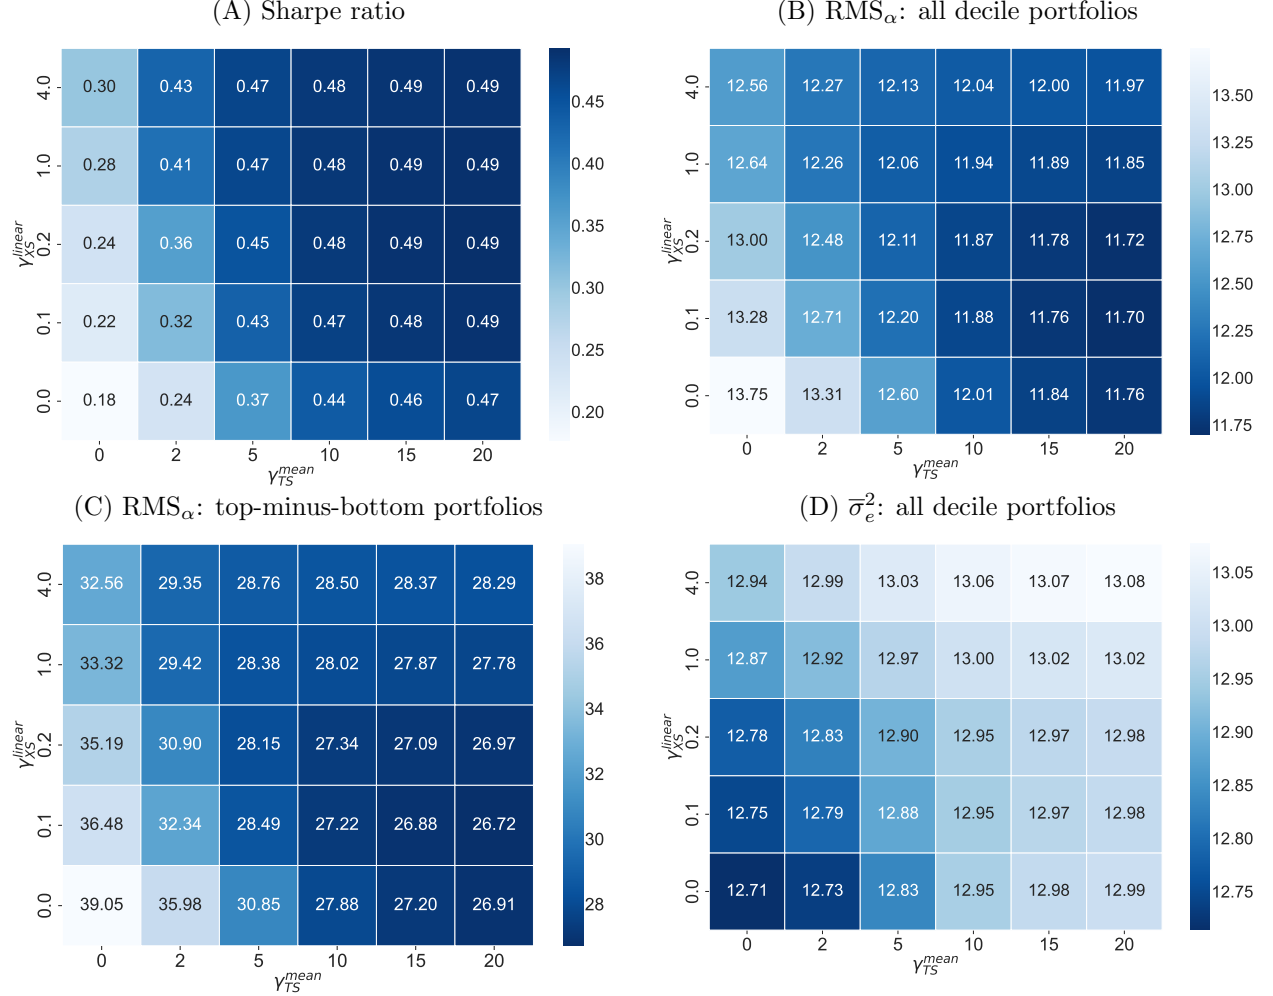 (A) Sharpe ratio
4.0 0.30 0.43 0.47 0.48 0.49 0.49
1.0 0.28 0.41 0.47 0.48 0.49 0.49
0.2 0.24 0.36 0.45 0.48 0.49 0.49
0.1 0.22 0.32 0.43 0.47 0.48 0.49
0.0 0.18 0.24 0.37 0.44 0.46 0.47
0 2 5 10 15 20
γ_{TS}^{mean}
γ_{XS}^{linear}
0.45
0.40
0.35
0.30
0.25
0.20
(B) RMS_α: all decile portfolios
4.0 12.56 12.27 12.13 12.04 12.00 11.97
1.0 12.64 12.26 12.06 11.94 11.89 11.85
0.2 13.00 12.48 12.11 11.87 11.78 11.72
0.1 13.28 12.71 12.20 11.88 11.76 11.70
0.0 13.75 13.31 12.60 12.01 11.84 11.76
0 2 5 10 15 20
γ_{TS}^{mean}
γ_{XS}^{linear}
13.50
13.25
13.00
12.75
12.50
12.25
12.00
11.75
(C) RMS_α: top-minus-bottom portfolios
4.0 32.56 29.35 28.76 28.50 28.37 28.29
1.0 33.32 29.42 28.38 28.02 27.87 27.78
0.2 35.19 30.90 28.15 27.34 27.09 26.97
0.1 36.48 32.34 28.49 27.22 26.88 26.72
0.0 39.05 35.98 30.85 27.88 27.20 26.91
0 2 5 10 15 20
γ_{TS}^{mean}
γ_{XS}^{linear}
38
36
34
32
30
28
(D) \overline{σ}_e^2: all decile portfolios
4.0 12.94 12.99 13.03 13.06 13.07 13.08
1.0 12.87 12.92 12.97 13.00 13.02 13.02
0.2 12.78 12.83 12.90 12.95 12.97 12.98
0.1 12.75 12.79 12.88 12.95 12.97 12.98
0.0 12.71 12.73 12.83 12.95 12.98 12.99
0 2 5 10 15 20
γ_{TS}^{mean}
γ_{XS}^{linear}
13.05
13.00
12.95
12.90
12.85
12.80
12.75